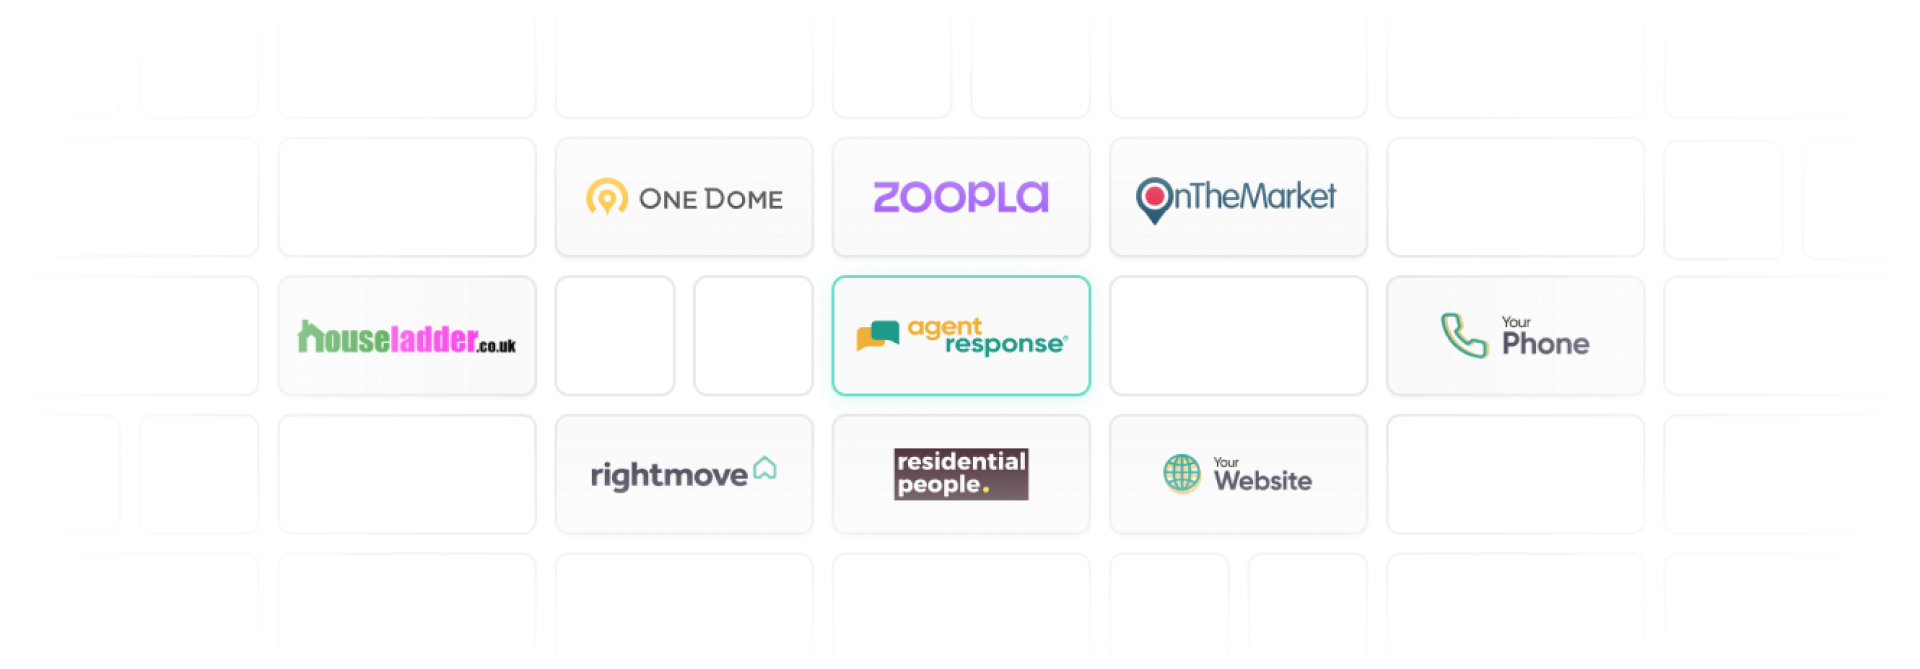 ONE DOME
ZOOPLA
OnTheMarket
houseladder.co.uk
agent
response®
Your
Phone
rightmove
residential
people.
Your
Website